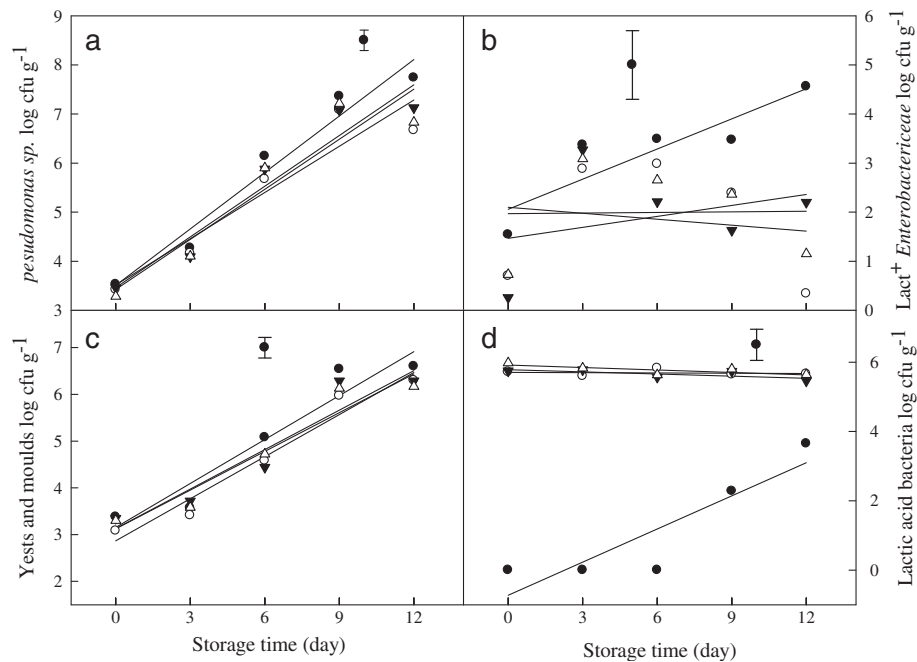 a
pesudomonas sp. log cfu g-1
9
8
7
6
5
4
3
b
Lact+ Enterobactericeae log cfu g-1
6
5
4
3
2
1
0
c
Yests and moulds log cfu g-1
7
6
5
4
3
2
0 3 6 9 12
Storage time (day)
d
Lactic acid bacteria log cfu g-1
6
4
2
0
0 3 6 9 12
Storage time (day)